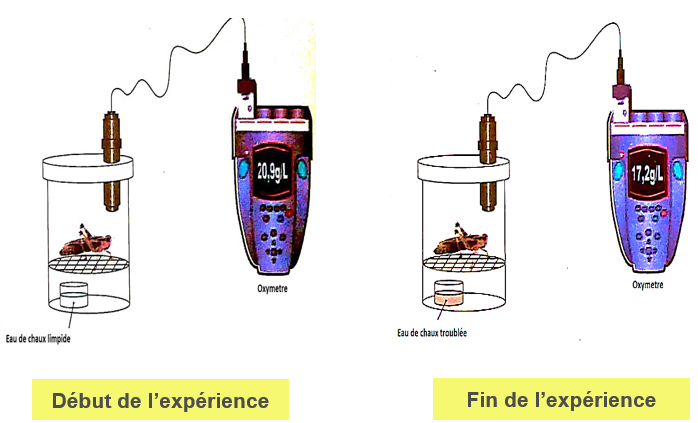 20,9g/L
17,2g/L
Oxymetre
Oxymetre
Eau de chaux limpide
Eau de chaux troublée
Début de l'expérience
Fin de l'expérience